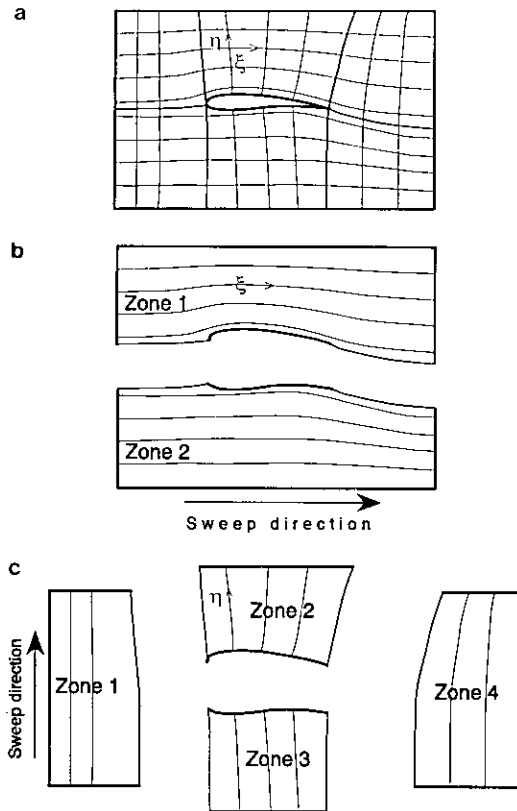 a
η
ξ
b
ξ
Zone 1
Zone 2
Sweep direction
c
η
Zone 2
Sweep direction
Zone 1
Zone 4
Zone 3